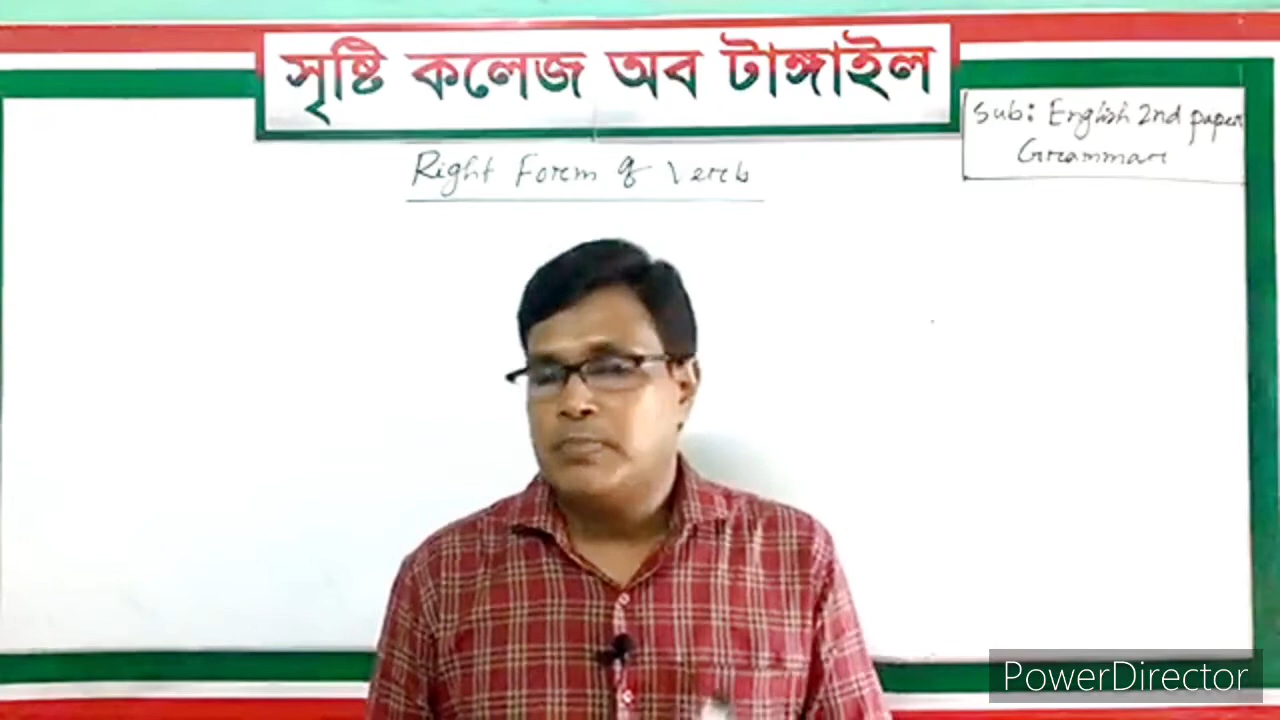 সৃষ্টি কলেজ অব টাঙ্গাইল
Sub: English 2nd paper
Grammar
Right Form of Verb
PowerDirector